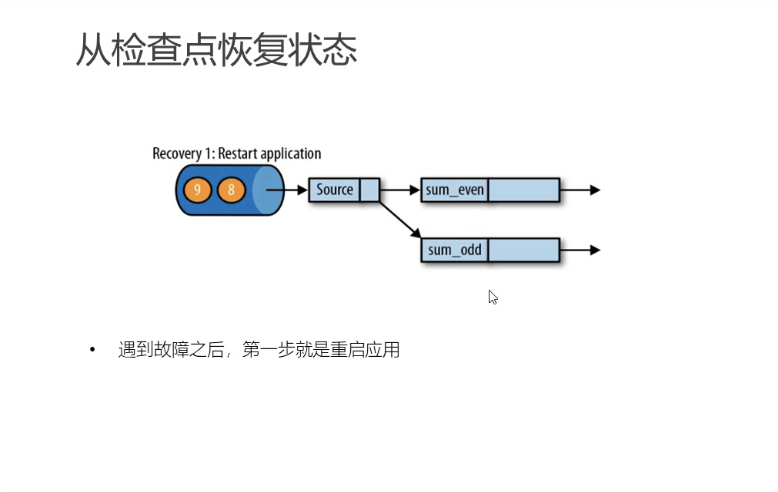 从检查点恢复状态
Recovery 1: Restart application
9 8 Source sum_even
sum_odd
• 遇到故障之后，第一步就是重启应用